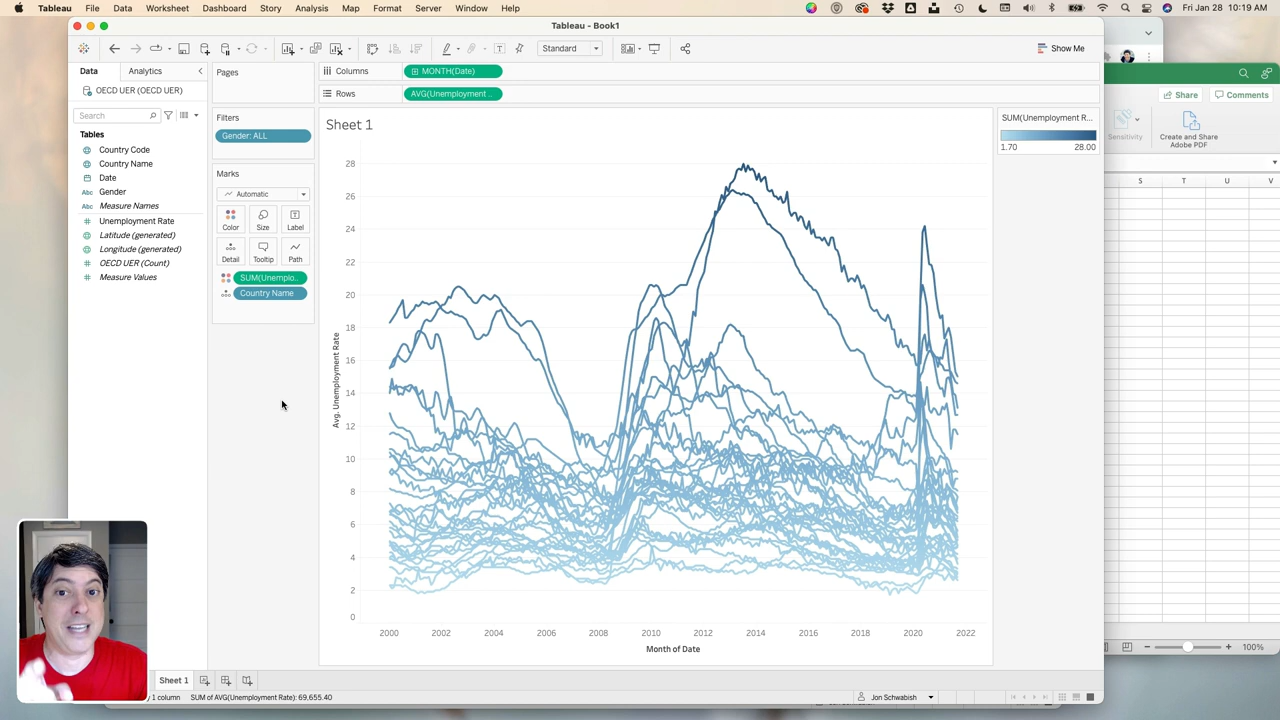 Tableau File Data Worksheet Dashboard Story Analysis Map Format Server Window Help Fri Jan 28 10:19 AM
Tableau - Book1
Standard Show Me
Data Analytics
OECD UER (OECD UER)
Search
Tables
Country Code
Country Name
Date
Abc Gender
Abc Measure Names
# Unemployment Rate
Latitude (generated)
Longitude (generated)
# OECD UER (Count)
# Measure Values
Pages
Filters
Gender: ALL
Marks
Automatic
Color Size Label
Detail Tooltip Path
SUM(Unemplo..
Country Name
Columns MONTH(Date)
Rows AVG(Unemployment ..
Sheet 1
28
26
24
22
20
18
16
14
12
10
8
6
4
2
0
Avg. Unemployment Rate
2000 2002 2004 2006 2008 2010 2012 2014 2016 2018 2020 2022
Month of Date
SUM(Unemployment R...
1.70 28.00
Share Comments
Sensitivity
Create and Share
Adobe PDF
S T U V
100%
Sheet 1
1 column SUM of AVG(Unemployment Rate): 69,655.40 Jon Schwabish